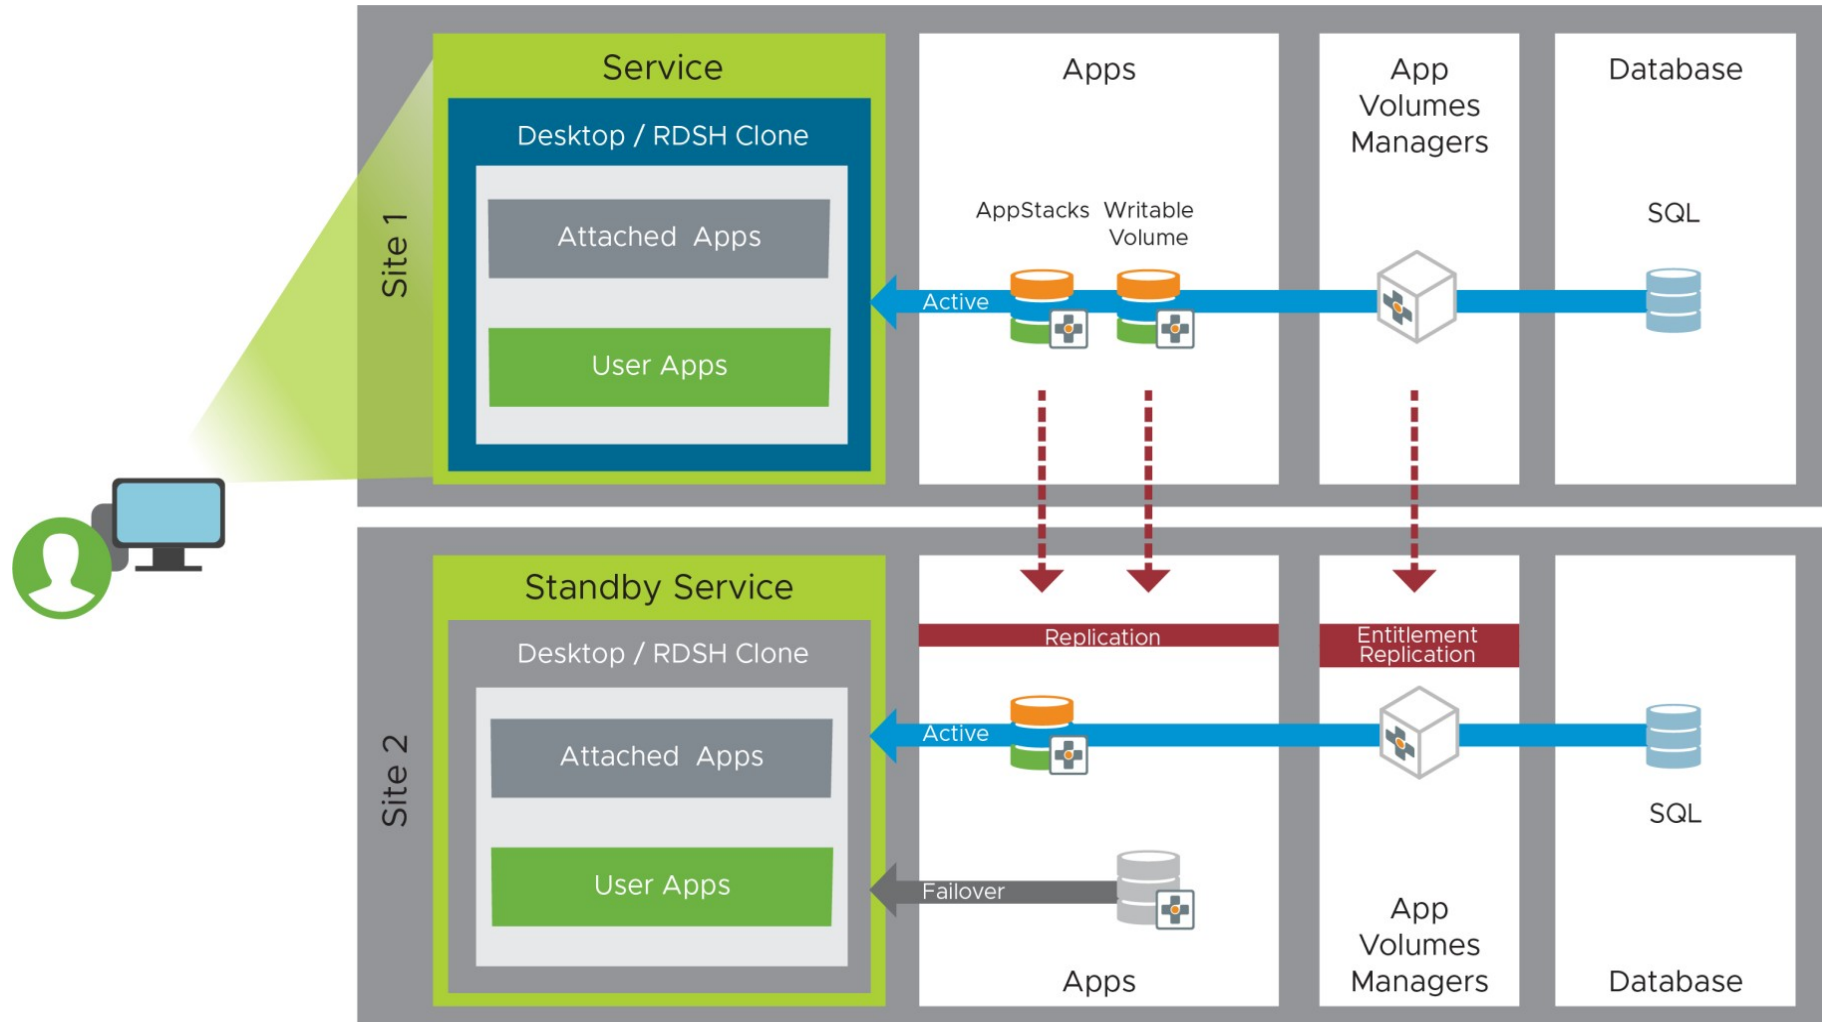 Site 1
Service
Desktop / RDSH Clone
Attached Apps
User Apps
Apps
AppStacks
Writable
Volume
Active
App
Volumes
Managers
Database
SQL
Site 2
Standby Service
Desktop / RDSH Clone
Attached Apps
User Apps
Replication
Active
Failover
Apps
Entitlement
Replication
App
Volumes
Managers
SQL
Database